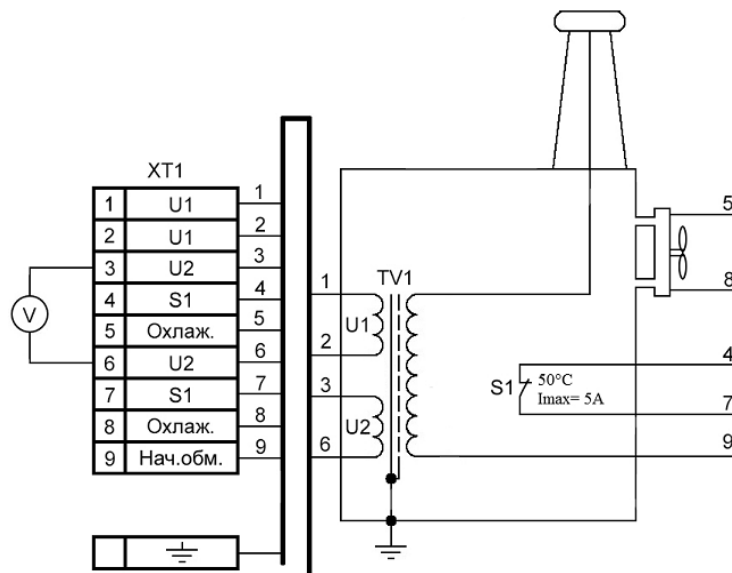 XT1
1 U1 1
2 U1 2
3 U2 3
4 S1 4
5 Охлаж. 5
6 U2 6
7 S1 7
8 Охлаж. 8
9 Нач.обм. 9
V
1
2
3
6
TV1
U1
U2
5
8
4
S1 50°C
Imax= 5A
7
9